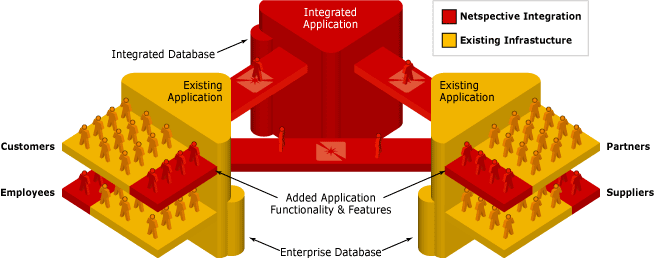 Integrated
Application
Netspective Integration
Existing Infrastucture
Integrated Database
Existing
Application
Existing
Application
Customers
Partners
Employees
Added Application
Functionality & Features
Suppliers
Enterprise Database